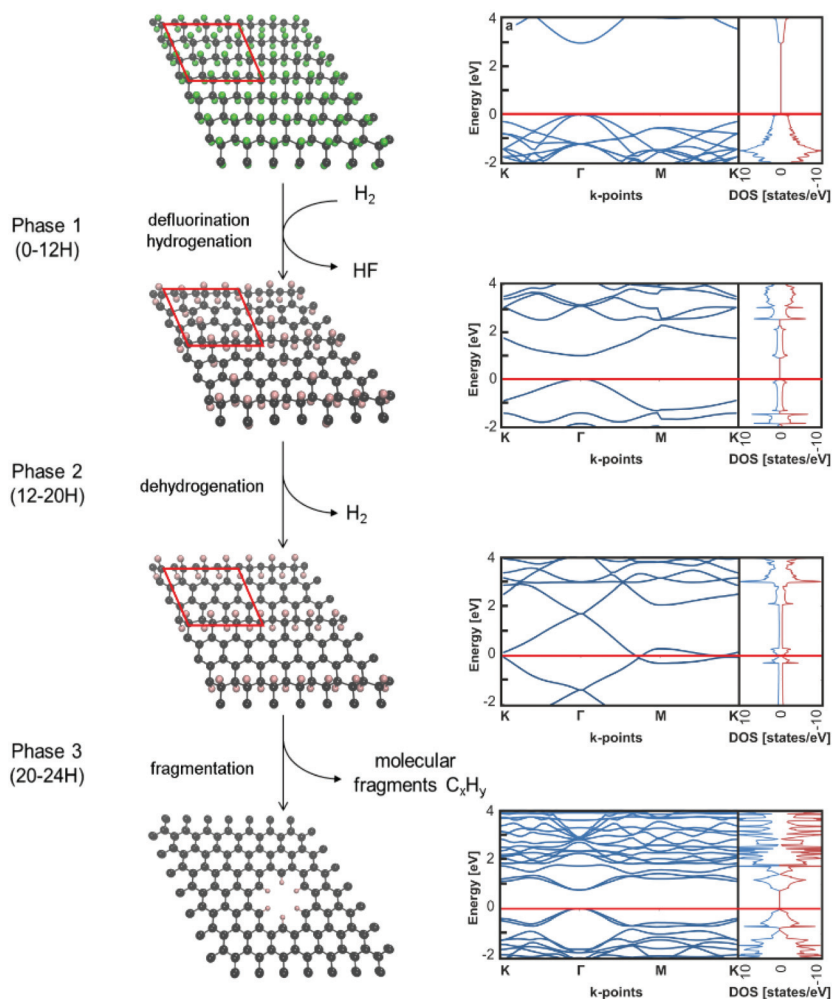 a
4
2
0
-2
Energy [eV]
K
Γ
M
K
10
0
-10
k-points
DOS [states/eV]
Phase 1
(0-12H)
defluorination
hydrogenation
H2
HF
4
2
0
-2
Energy [eV]
K
Γ
M
K
10
0
-10
k-points
DOS [states/eV]
Phase 2
(12-20H)
dehydrogenation
H2
4
2
0
-2
Energy [eV]
K
Γ
M
K
10
0
-10
k-points
DOS [states/eV]
Phase 3
(20-24H)
fragmentation
molecular
fragments CxHy
4
2
0
-2
Energy [eV]
K
Γ
M
K
10
0
-10
k-points
DOS [states/eV]